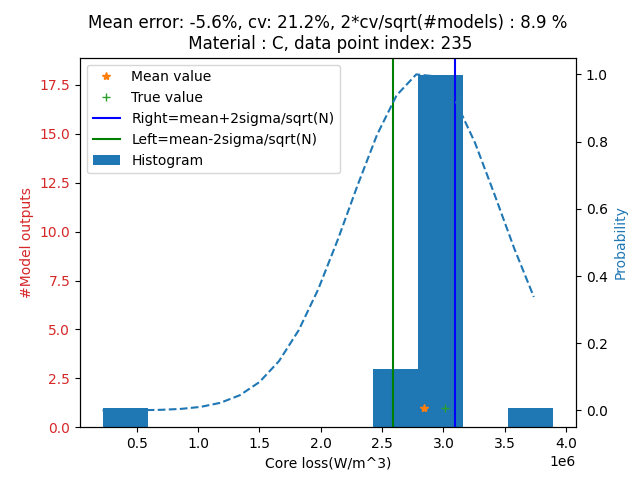 Mean error: -5.6%, cv: 21.2%, 2*cv/sqrt(#models) : 8.9 %
Material : C, data point index: 235
Mean value
True value
Right=mean+2sigma/sqrt(N)
Left=mean-2sigma/sqrt(N)
Histogram
#Model outputs
17.5
15.0
12.5
10.0
7.5
5.0
2.5
0.0
1.0
0.8
0.6
0.4
0.2
0.0
Probability
0.5 1.0 1.5 2.0 2.5 3.0 3.5 4.0
1e6
Core loss(W/m^3)